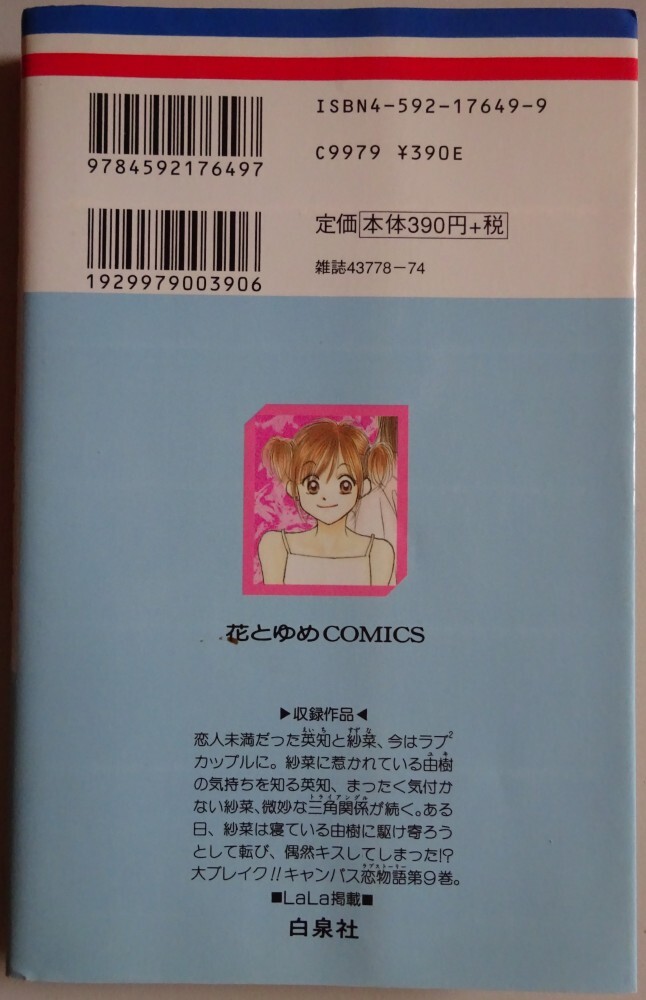 ISBN4-592-17649-9
9784592176497
C9979 ¥390E
定価 本体390円+税
1929979003906
雑誌43778-74
花とゆめCOMICS
▶収録作品◀
恋人未満だった英知と紗菜、今はラブ²
カップルに。紗菜に惹かれている由樹
の気持ちを知る英知、まったく気付か
ない紗菜、微妙な三角関係が続く。ある
日、紗菜は寝ている由樹に駆け寄ろう
として転び、偶然キスしてしまった!?
大ブレイク!!キャンパス恋物語第9巻。
■LaLa掲載■
白泉社